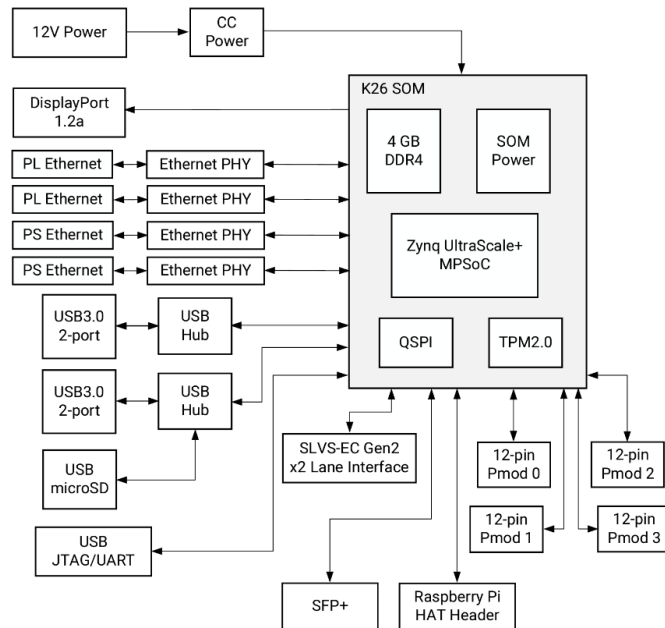 12V Power
CC
Power
K26 SOM
DisplayPort
1.2a
4 GB
DDR4
SOM
Power
PL Ethernet
Ethernet PHY
PL Ethernet
Ethernet PHY
PS Ethernet
Ethernet PHY
PS Ethernet
Ethernet PHY
Zynq UltraScale+
MPSoC
USB3.0
2-port
USB
Hub
QSPI
TPM2.0
USB3.0
2-port
USB
Hub
SLVS-EC Gen2
x2 Lane Interface
12-pin
Pmod 0
12-pin
Pmod 2
USB
microSD
12-pin
Pmod 1
12-pin
Pmod 3
USB
JTAG/UART
SFP+
Raspberry Pi
HAT Header